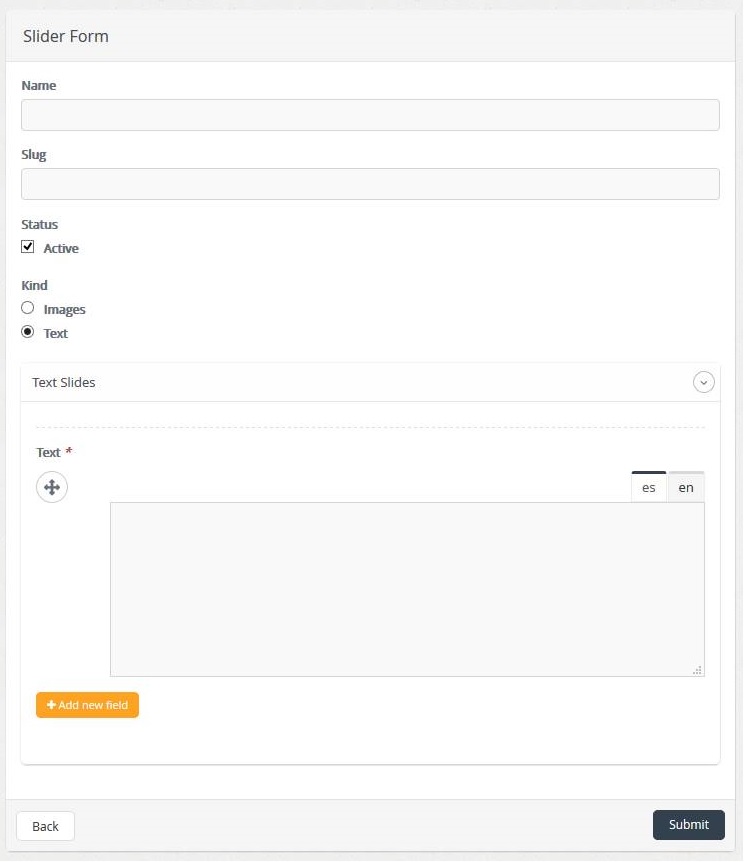 Slider Form
Name
Slug
Status
Active
Kind
Images
Text
Text Slides
Text *
es en
Add new field
Back Submit